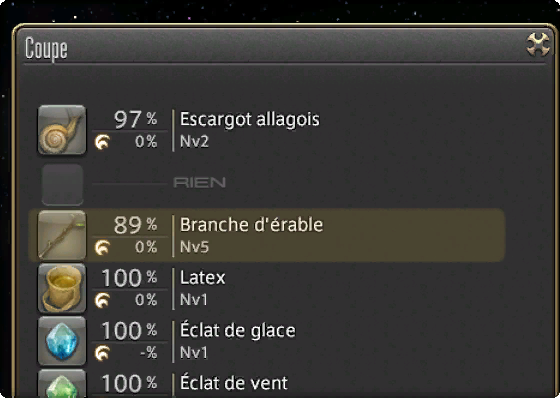 Coupe
97 %
Escargot allagois
0 %
Nv2
RIEN
89 %
Branche d'érable
0 %
Nv5
100 %
Latex
0 %
Nv1
100 %
Éclat de glace
-%
Nv1
100 %
Éclat de vent